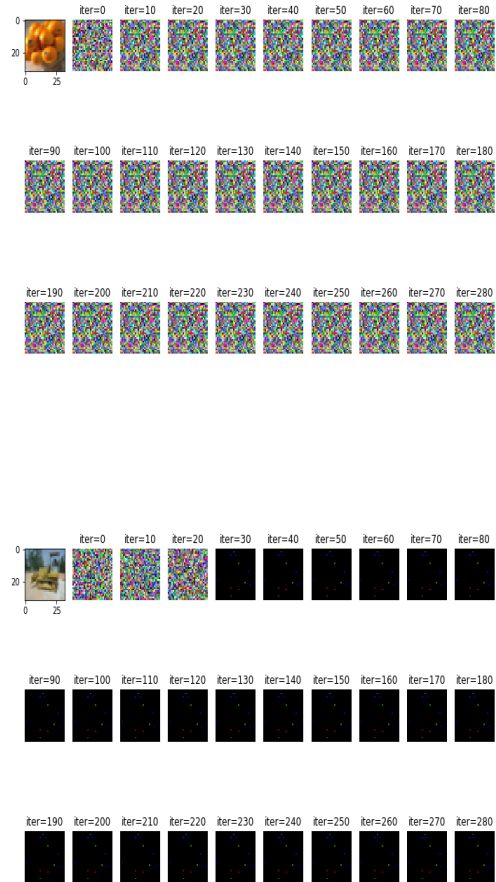 0 iter=0 iter=10 iter=20 iter=30 iter=40 iter=50 iter=60 iter=70 iter=80
20
0 25
iter=90 iter=100 iter=110 iter=120 iter=130 iter=140 iter=150 iter=160 iter=170 iter=180
iter=190 iter=200 iter=210 iter=220 iter=230 iter=240 iter=250 iter=260 iter=270 iter=280
0 iter=0 iter=10 iter=20 iter=30 iter=40 iter=50 iter=60 iter=70 iter=80
20
0 25
iter=90 iter=100 iter=110 iter=120 iter=130 iter=140 iter=150 iter=160 iter=170 iter=180
iter=190 iter=200 iter=210 iter=220 iter=230 iter=240 iter=250 iter=260 iter=270 iter=280